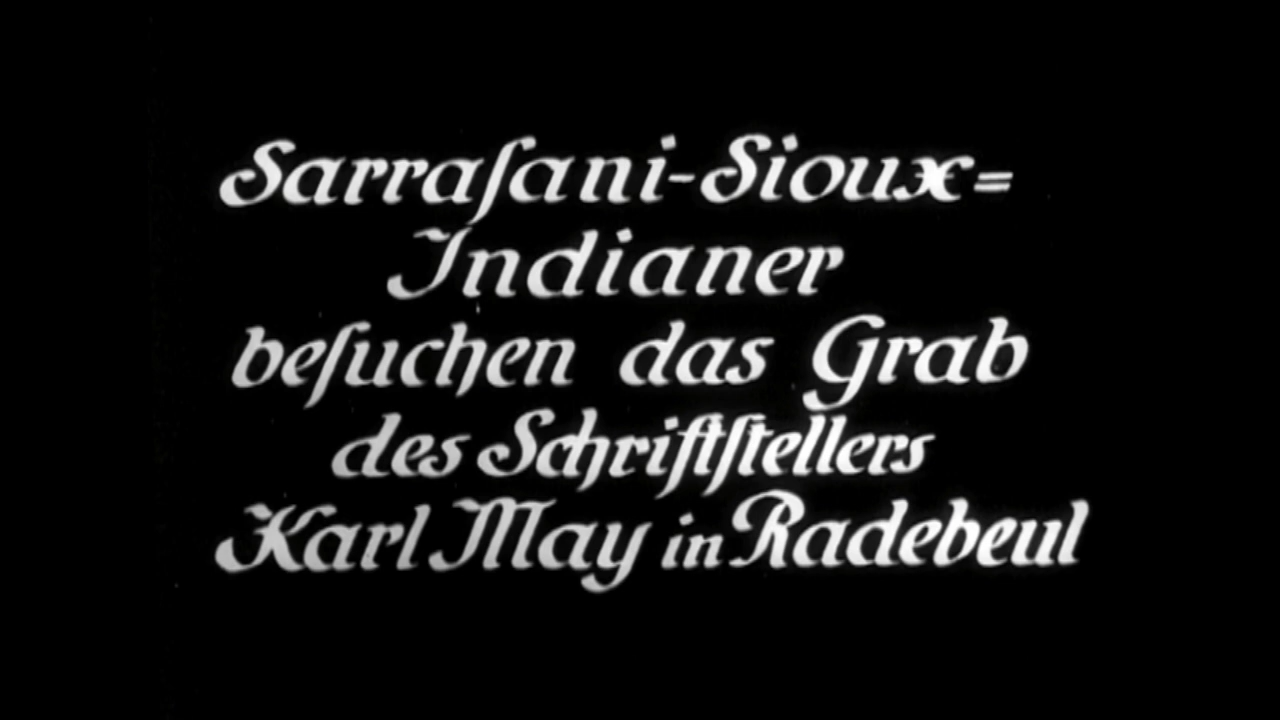 Sarraſani-Sioux=
Indianer
beſuchen das Grab
des Schriftſtellers
Karl May in Radebeul